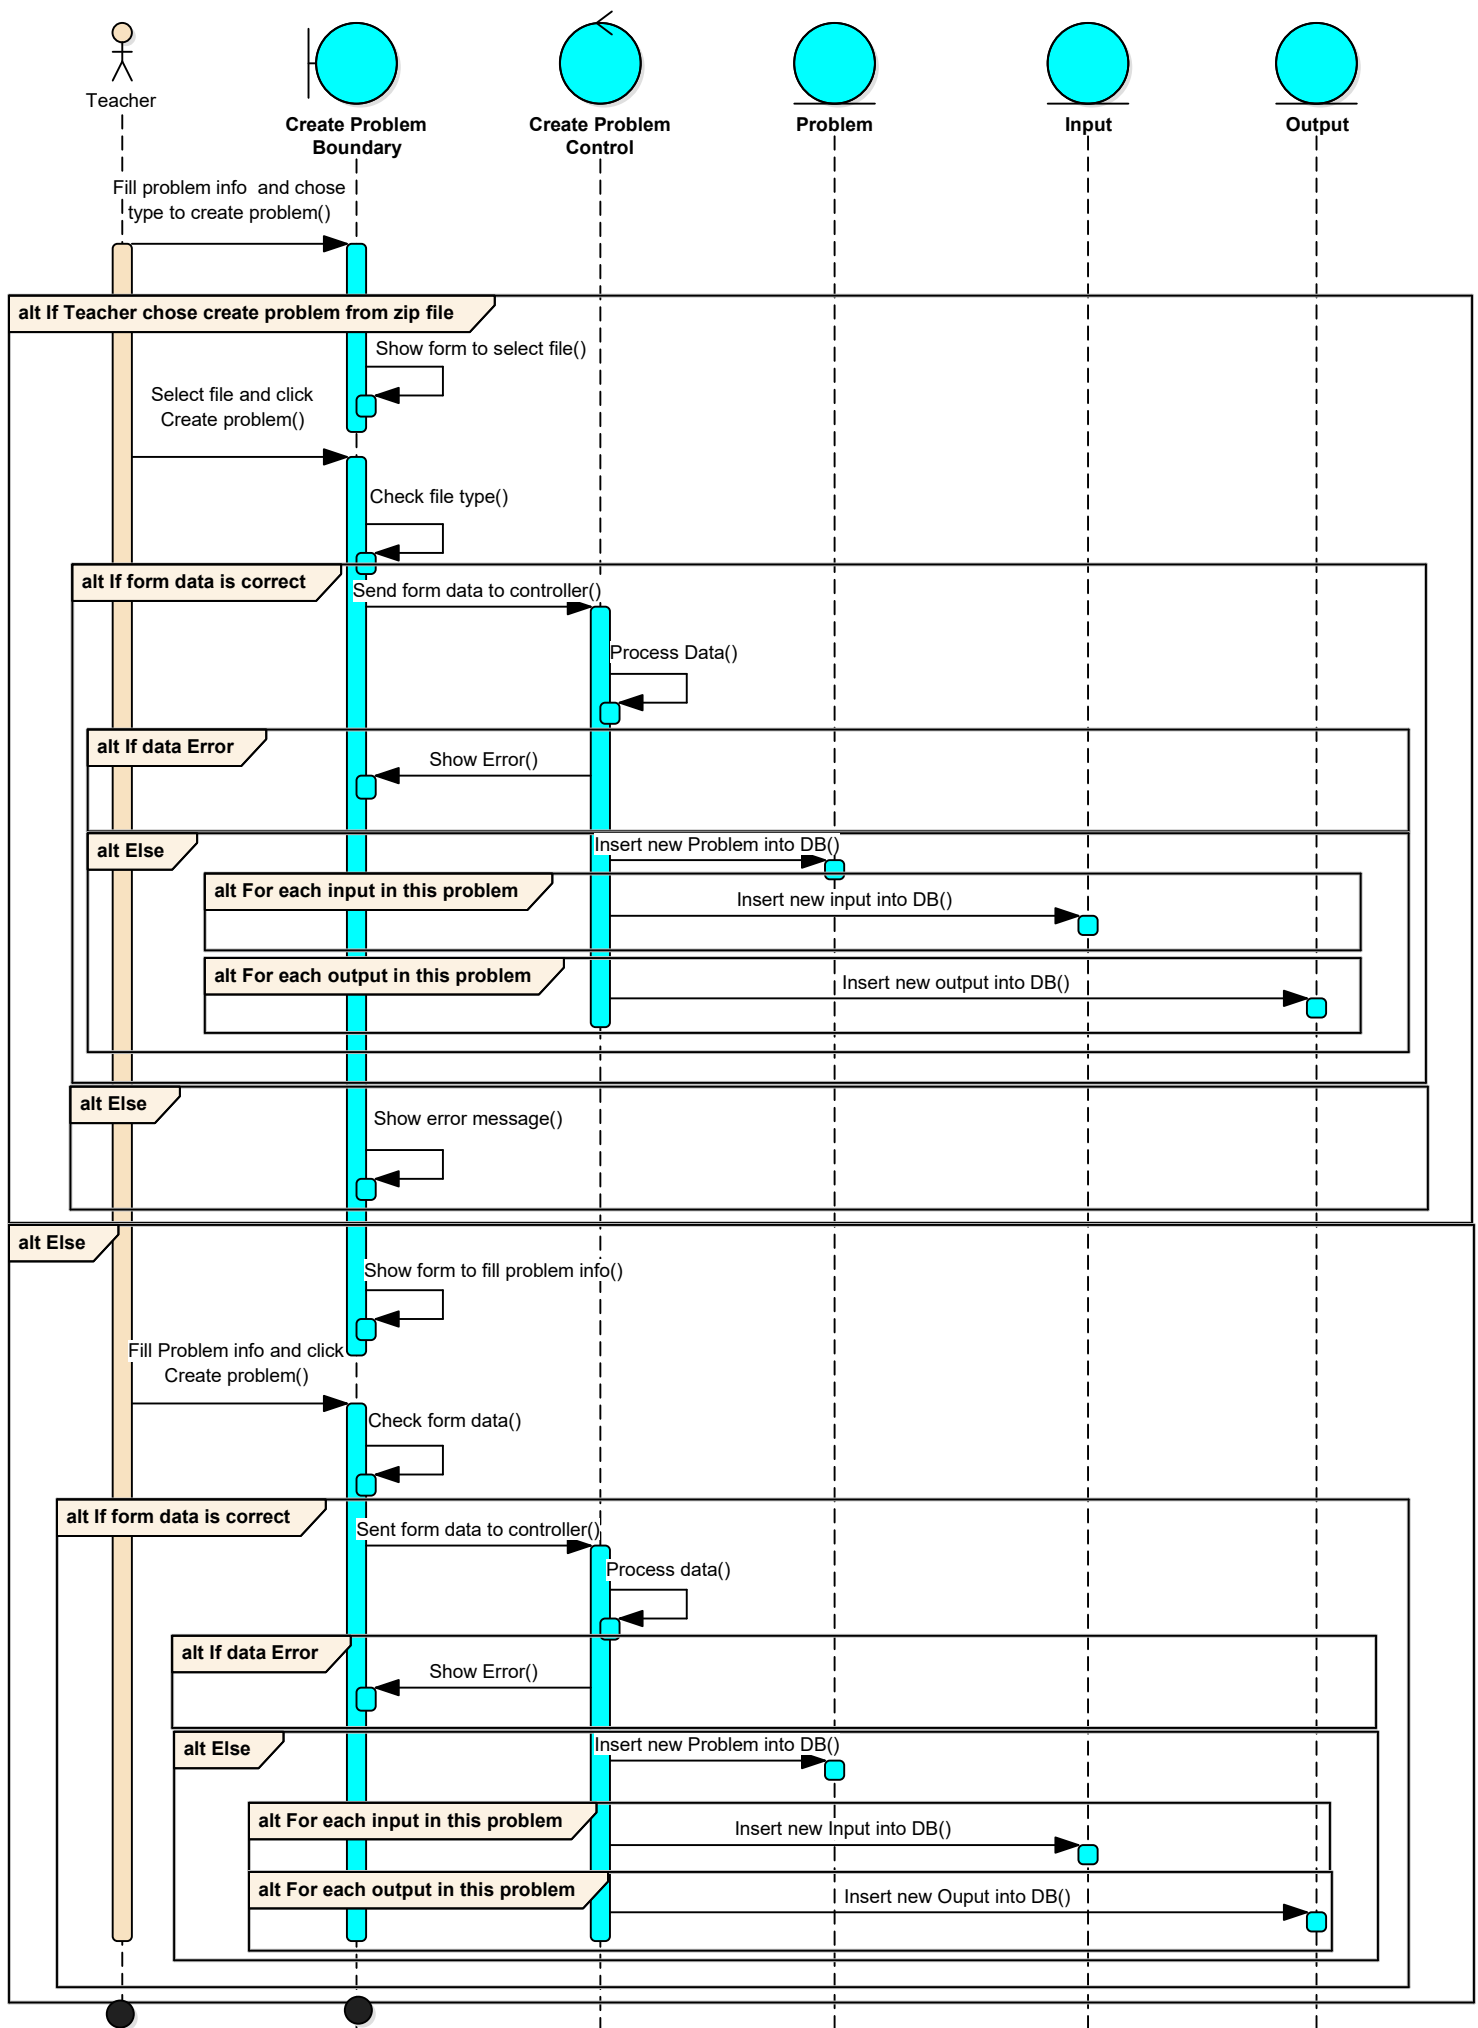 Teacher
Create Problem
Boundary
Create Problem
Control
Problem
Input
Output
Fill problem info  and chose
type to create problem()
alt If Teacher chose create problem from zip file
Show form to select file()
Select file and click
Create problem()
Check file type()
alt If form data is correct
Send form data to controller()
Process Data()
alt If data Error
Show Error()
alt Else
Insert new Problem into DB()
alt For each input in this problem
Insert new input into DB()
alt For each output in this problem
Insert new output into DB()
alt Else
Show error message()
alt Else
Show form to fill problem info()
Fill Problem info and click
Create problem()
Check form data()
alt If form data is correct
Sent form data to controller()
Process data()
alt If data Error
Show Error()
alt Else
Insert new Problem into DB()
alt For each input in this problem
Insert new Input into DB()
alt For each output in this problem
Insert new Ouput into DB()